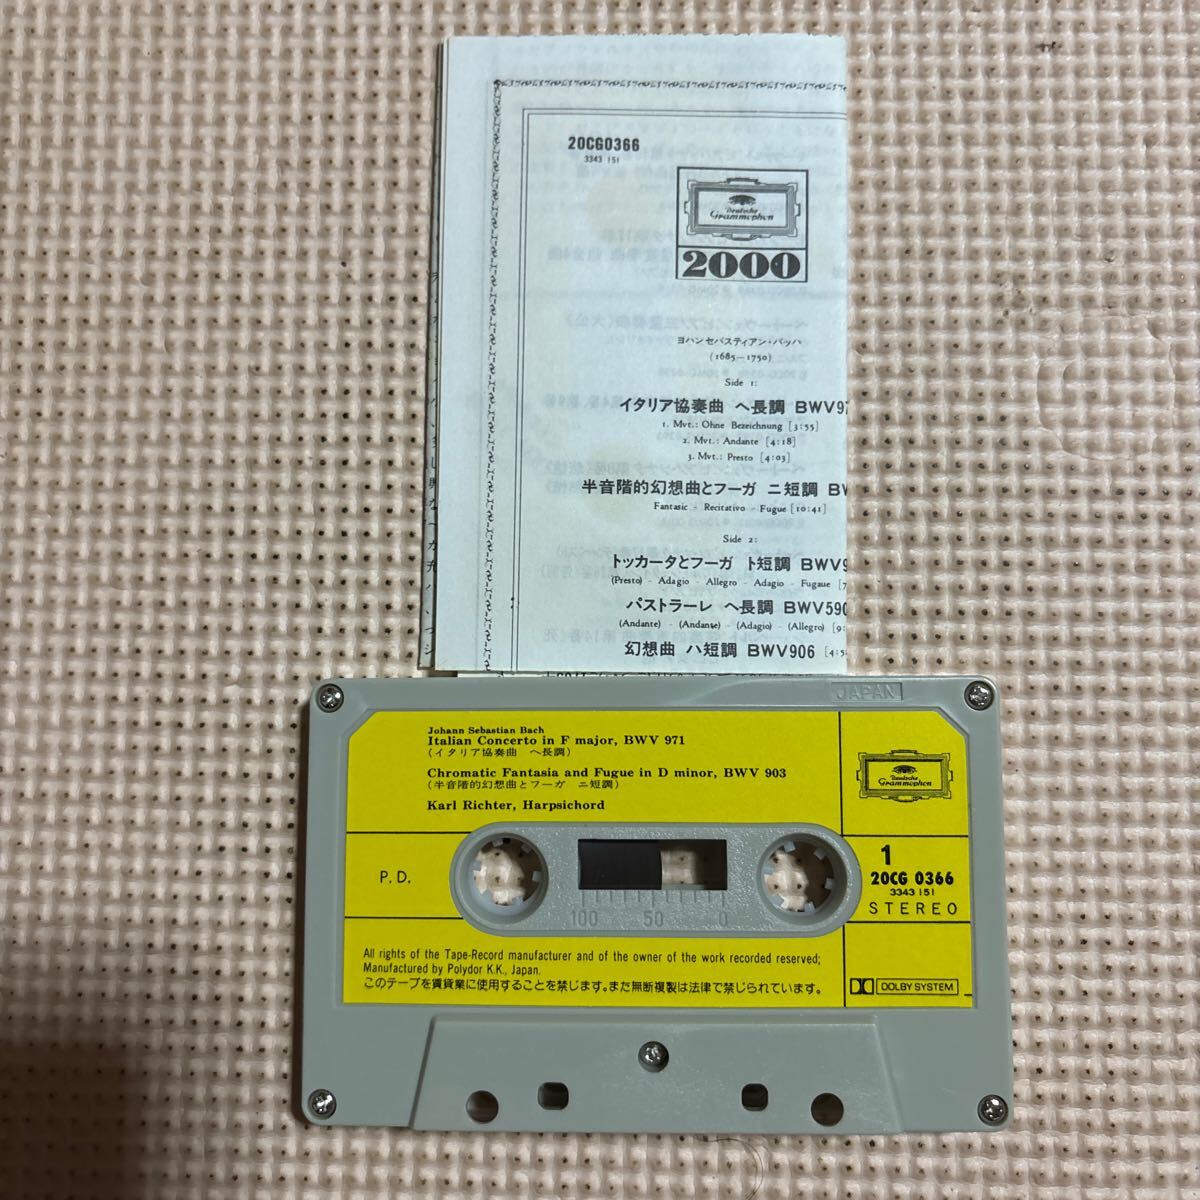 20CG0366
3343 151
Deutsche
Grammophon
2000
ヨハンセバスティアン・バッハ
(1685—1750)
Side 1:
イタリア協奏曲 ヘ長調 BWV97
1. Mvt.: Ohne Bezeichnung [3:55]
2. Mvt.: Andante [4:18]
3. Mvt.: Presto [4:03]
半音階的幻想曲とフーガ ニ短調 BW
Fantasic - Recitativo - Fugue [10:41]
Side 2:
トッカータとフーガ ト短調 BWV9
(Presto) - Adagio - Allegro - Adagio - Fugaue [7
パストラーレ ヘ長調 BWV590
(Andante) - (Andante) - (Adagio) - (Allegro) [9:
幻想曲 ハ短調 BWV906 [4:5
JAPAN
Johann Sebastian Bach
Italian Concerto in F major, BWV 971
(イタリア協奏曲 ヘ長調)
Chromatic Fantasia and Fugue in D minor, BWV 903
(半音階的幻想曲とフーガ ニ短調)
Karl Richter, Harpsichord
Deutsche
Grammophon
P.D.
1
20CG 0366
3343 151
STEREO
100 50 0
All rights of the Tape-Record manufacturer and of the owner of the work recorded reserved;
Manufactured by Polydor K.K., Japan.
このテープを賃貸業に使用することを禁じます。また無断複製は法律で禁じられています。
DOLBY SYSTEM